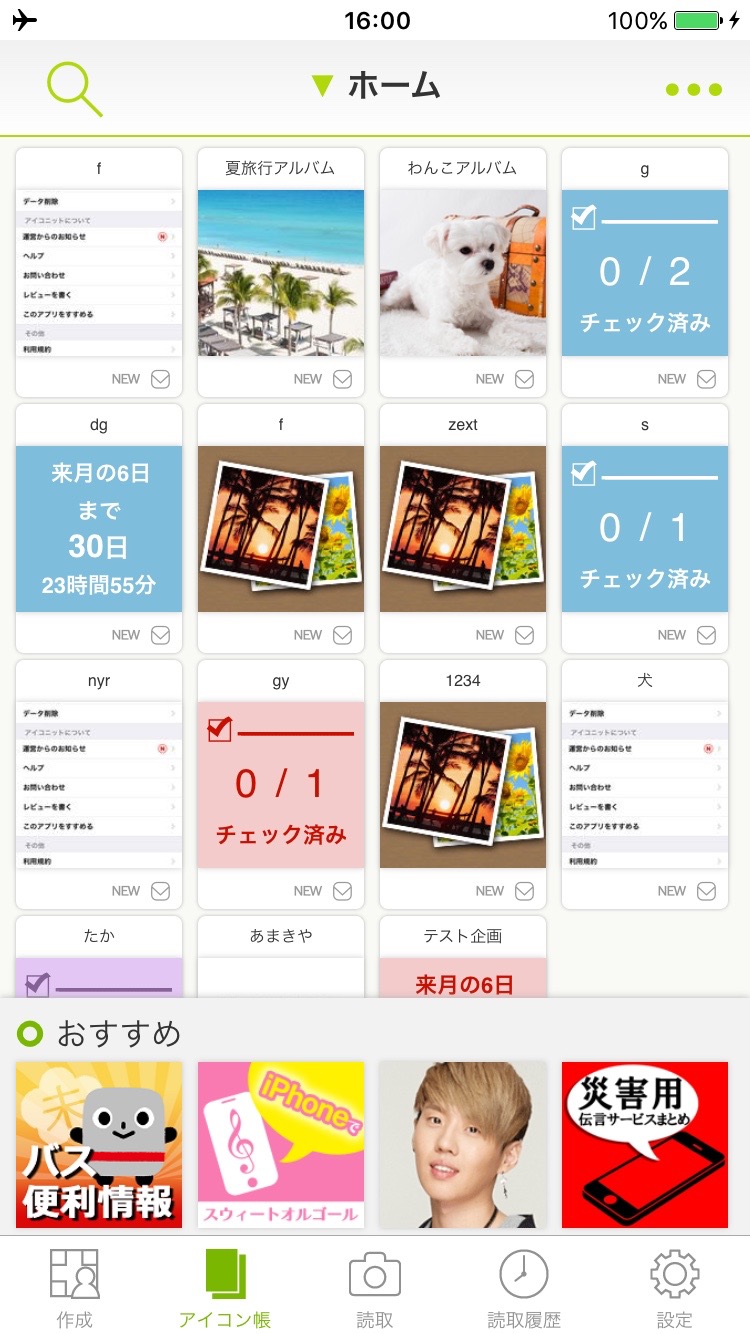 16:00
100%
ホーム
f
夏旅行アルバム
わんこアルバム
g
データ削除
アイコニットについて
運営からのお知らせ
N
ヘルプ
お問い合わせ
レビューを書く
このアプリをすすめる
その他
利用規約
0 / 2
チェック済み
NEW
NEW
NEW
NEW
dg
f
zext
s
来月の6日
まで
30日
23時間55分
0 / 1
チェック済み
NEW
NEW
NEW
NEW
nyr
gy
1234
犬
データ削除
アイコニットについて
運営からのお知らせ
N
ヘルプ
お問い合わせ
レビューを書く
このアプリをすすめる
その他
利用規約
0 / 1
チェック済み
データ削除
アイコニットについて
運営からのお知らせ
N
ヘルプ
お問い合わせ
レビューを書く
このアプリをすすめる
その他
利用規約
NEW
NEW
NEW
NEW
たか
あまきや
テスト企画
来月の6日
おすすめ
バス
便利情報
iPhoneで
スウィートオルゴール
災害用
伝言サービスまとめ
作成
アイコン帳
読取
読取履歴
設定